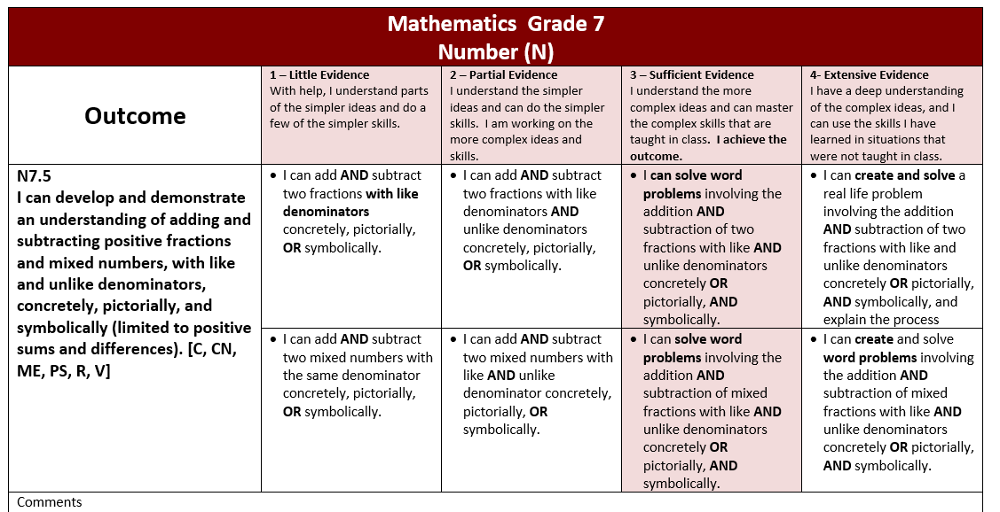 Mathematics  Grade 7
Number (N)
Outcome
1 – Little Evidence
With help, I understand parts
of the simpler ideas and do a
few of the simpler skills.
2 – Partial Evidence
I understand the simpler
ideas and can do the simpler
skills.  I am working on the
more complex ideas and
skills.
3 – Sufficient Evidence
I understand the more
complex ideas and can master
the complex skills that are
taught in class.  I achieve the
outcome.
4- Extensive Evidence
I have a deep understanding
of the complex ideas, and I
can use the skills I have
learned in situations that
were not taught in class.
N7.5
I can develop and demonstrate
an understanding of adding and
subtracting positive fractions
and mixed numbers, with like
and unlike denominators,
concretely, pictorially, and
symbolically (limited to positive
sums and differences). [C, CN,
ME, PS, R, V]
• I can add AND subtract
two fractions with like
denominators
concretely, pictorially,
OR symbolically.
• I can add AND subtract
two fractions with like
denominators AND
unlike denominators
concretely, pictorially,
OR symbolically.
• I can solve word
problems involving the
addition AND
subtraction of two
fractions with like AND
unlike denominators
concretely OR
pictorially, AND
symbolically.
• I can create and solve a
real life problem
involving the addition
AND subtraction of two
fractions with like and
unlike denominators
concretely OR pictorially,
AND symbolically, and
explain the process
• I can add AND subtract
two mixed numbers with
the same denominator
concretely, pictorially,
OR symbolically.
• I can add AND subtract
two mixed numbers with
like AND unlike
denominator concretely,
pictorially, OR
symbolically.
• I can solve word
problems involving the
addition AND
subtraction of mixed
fractions with like AND
unlike denominators
concretely OR
pictorially, AND
symbolically.
• I can create and solve
word problems involving
the addition AND
subtraction of mixed
fractions with like AND
unlike denominators
concretely OR pictorially,
AND symbolically.
Comments